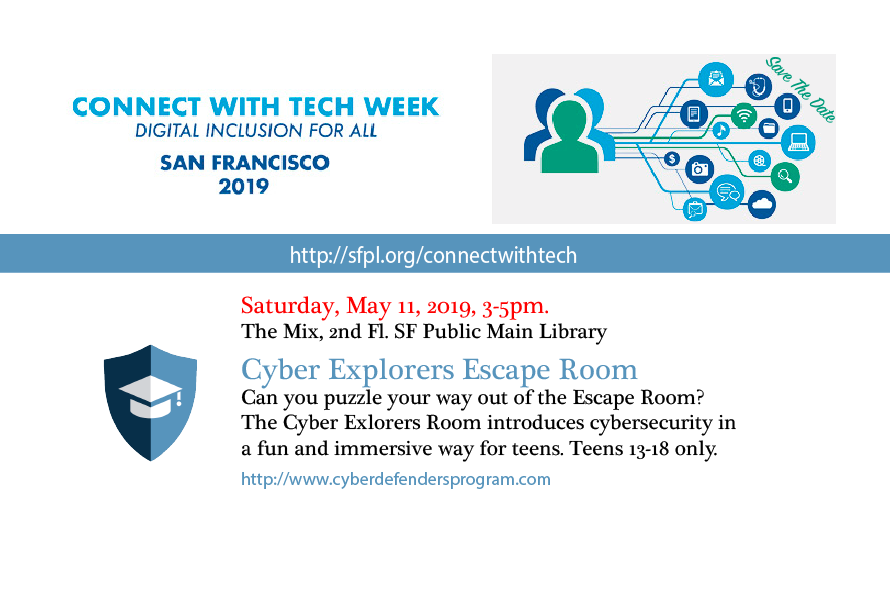 CONNECT WITH TECH WEEK
DIGITAL INCLUSION FOR ALL
SAN FRANCISCO
2019
Save The Date
$
http://sfpl.org/connectwithtech
Saturday, May 11, 2019, 3-5pm.
The Mix, 2nd Fl. SF Public Main Library
Cyber Explorers Escape Room
Can you puzzle your way out of the Escape Room?
The Cyber Exlorers Room introduces cybersecurity in
a fun and immersive way for teens. Teens 13-18 only.
http://www.cyberdefendersprogram.com